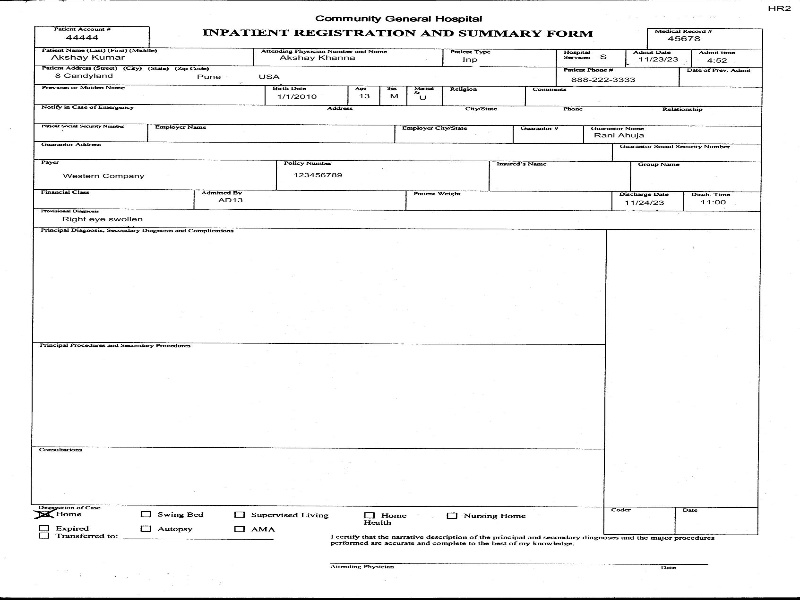 HR2
Community General Hospital
Patient Account #
44444
INPATIENT REGISTRATION AND SUMMARY FORM
Medical Record #
45678
Patient Name (Last) (First) (Middle) Attending Physician Number and Name Patient Type Hospital Service: S Admit Date Admit time
Akshay Kumar Akshay Khanna Inp 11/23/23 4:52
Patient Address (Street) (City) (State) (Zip Code) Patient Phone # Date of Prev. Admit
8 Candyland Pune USA 888-222-3333
Previous or Maiden Name Birth Date Age Sex Marital Religion Comments
1/1/2010 13 M U
Notify in Case of Emergency Address City/State Phone Relationship
Patient Social Security Number Employer Name Employer City/State Guarantor # Guarantor Name
Rani Ahuja
Guarantor Address Guarantor Social Security Number
Payer Policy Number Insured's Name Group Name
Western Company 123456789
Financial Class Admitted By Patient Weight Discharge Date Disch. Time
AD13 11/24/23 11:00
Provisional Diagnosis
Right eye swollen
Principal Diagnosis, Secondary Diagnosis and Complications
Principal Procedures and Secondary Procedures
Consultations
Disposition of Case Coder Date
Home Swing Bed Supervised Living Home Health Nursing Home
Expired Autopsy AMA
Transferred to:
I certify that the narrative description of the principal and secondary diagnoses and the major procedures
performed are accurate and complete to the best of my knowledge.
Attending Physician Date